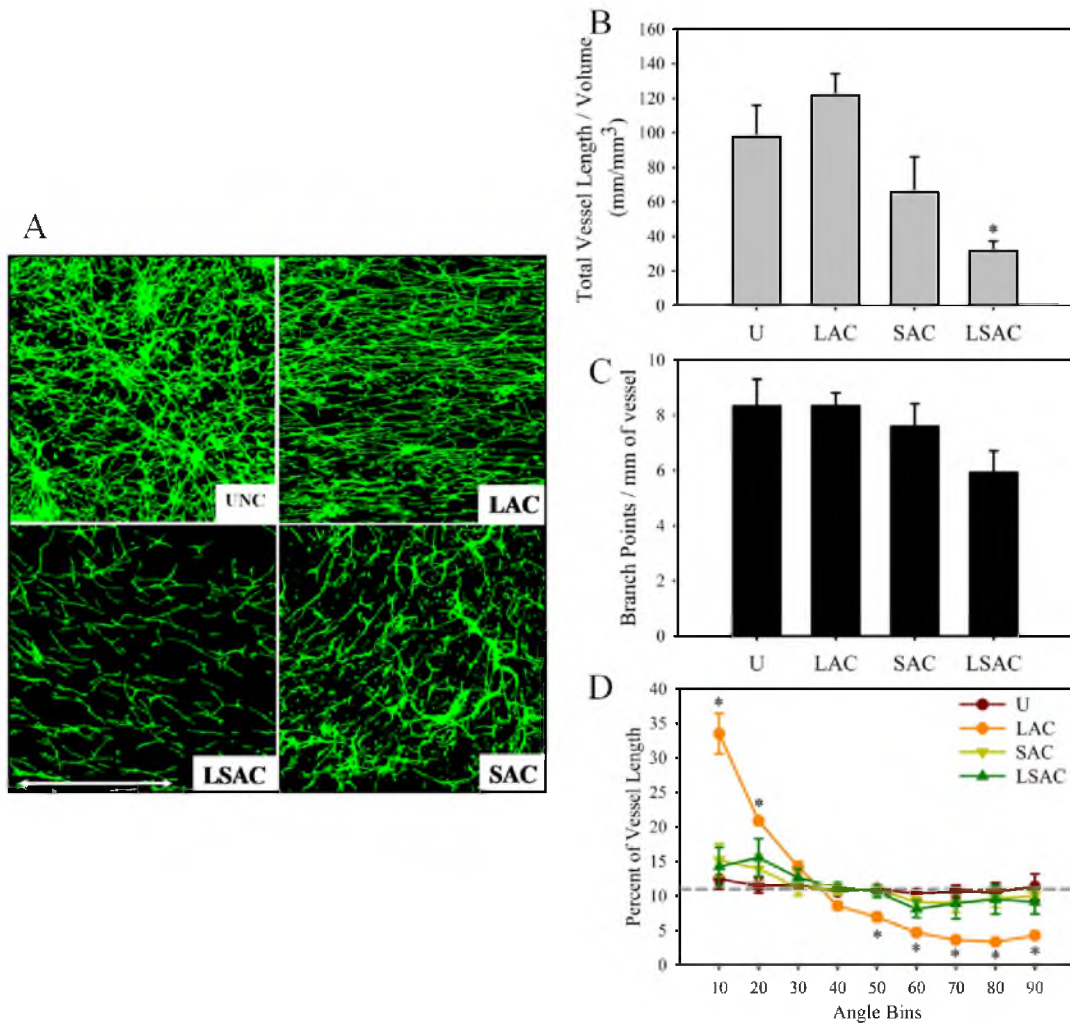 A
UNC
LAC
LSAC
SAC
B
Total Vessel Length / Volume
(mm/mm³)
160
140
120
100
80
60
40
20
0
*
U LAC SAC LSAC
C
Branch Points / mm of vessel
10
8
6
4
2
0
U LAC SAC LSAC
D
Percent of Vessel Length
40
35
30
25
20
15
10
5
0
*
*
* * * * *
U
LAC
SAC
LSAC
10 20 30 40 50 60 70 80 90
Angle Bins